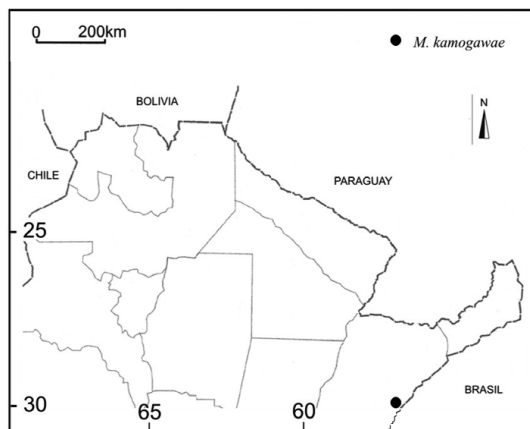 0 200km
M. kamogawae
BOLIVIA
N
CHILE
PARAGUAY
25
BRASIL
30
65 60